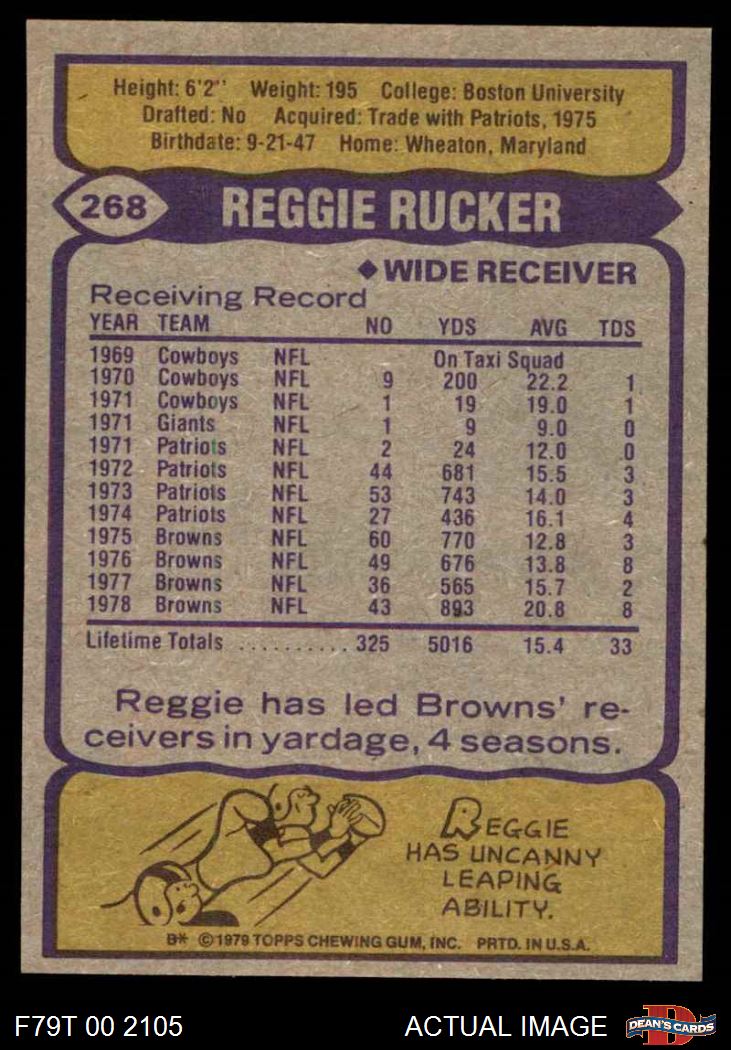 Height: 6'2'' Weight: 195 College: Boston University
Drafted: No Acquired: Trade with Patriots, 1975
Birthdate: 9-21-47 Home: Wheaton, Maryland
268 REGGIE RUCKER
◆WIDE RECEIVER
Receiving Record
YEAR TEAM NO YDS AVG TDS
1969 Cowboys NFL On Taxi Squad
1970 Cowboys NFL 9 200 22.2 1
1971 Cowboys NFL 1 19 19.0 1
1971 Giants NFL 1 9 9.0 0
1971 Patriots NFL 2 24 12.0 0
1972 Patriots NFL 44 681 15.5 3
1973 Patriots NFL 53 743 14.0 3
1974 Patriots NFL 27 436 16.1 4
1975 Browns NFL 60 770 12.8 3
1976 Browns NFL 49 676 13.8 8
1977 Browns NFL 36 565 15.7 2
1978 Browns NFL 43 893 20.8 8
Lifetime Totals .......... 325 5016 15.4 33
Reggie has led Browns' re-
ceivers in yardage, 4 seasons.
REGGIE
HAS UNCANNY
LEAPING
ABILITY.
B* ©1979 TOPPS CHEWING GUM, INC. PRTD. IN U.S.A.
F79T 00 2105 ACTUAL IMAGE DEAN'S CARDS